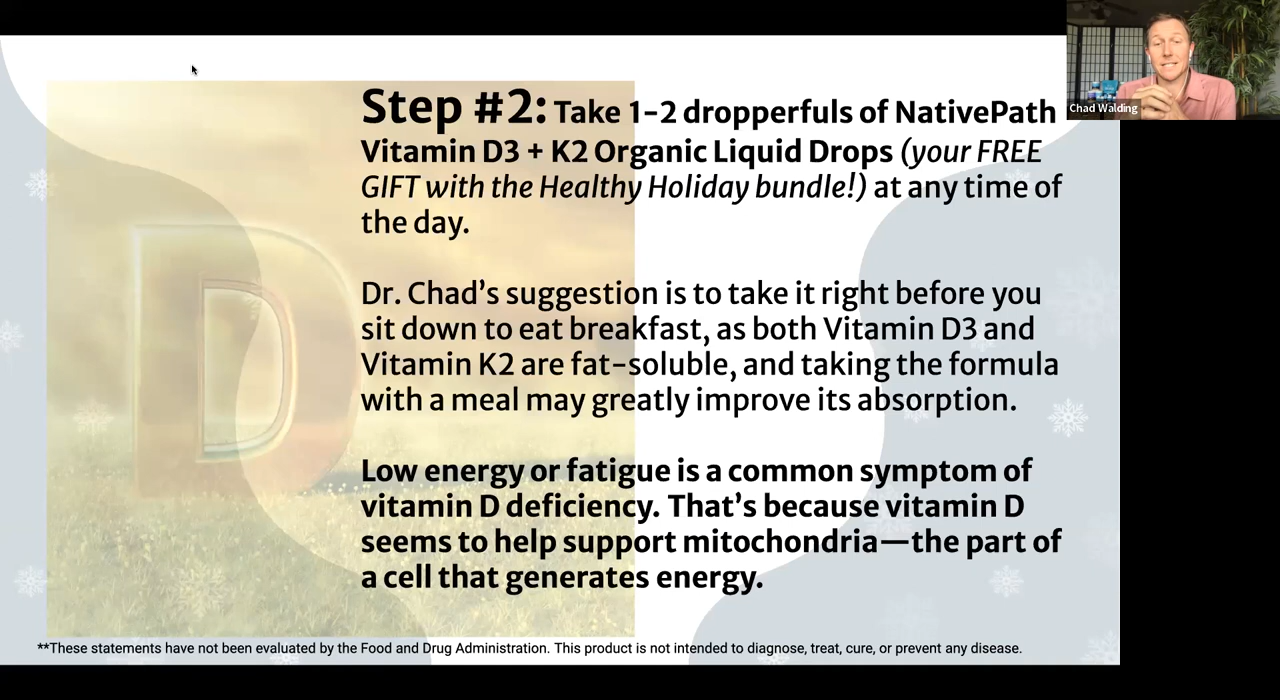 Step #2: Take 1-2 dropperfuls of NativePath
Vitamin D3 + K2 Organic Liquid Drops (your FREE
GIFT with the Healthy Holiday bundle!) at any time of
the day.
Dr. Chad’s suggestion is to take it right before you
sit down to eat breakfast, as both Vitamin D3 and
Vitamin K2 are fat-soluble, and taking the formula
with a meal may greatly improve its absorption.
Low energy or fatigue is a common symptom of
vitamin D deficiency. That’s because vitamin D
seems to help support mitochondria—the part of
a cell that generates energy.
**These statements have not been evaluated by the Food and Drug Administration. This product is not intended to diagnose, treat, cure, or prevent any disease.
Chad Walding
D